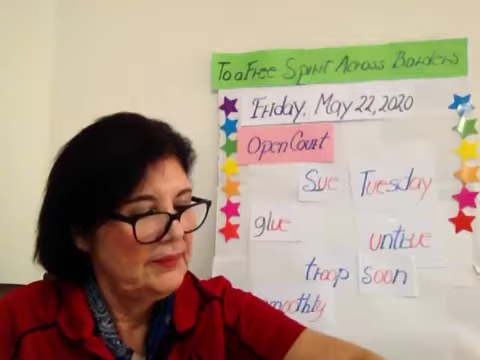 To a Free Spirit Across Borders
Friday, May 22, 2020
Open Court
Sue Tuesday
glue
untrue
troop soon